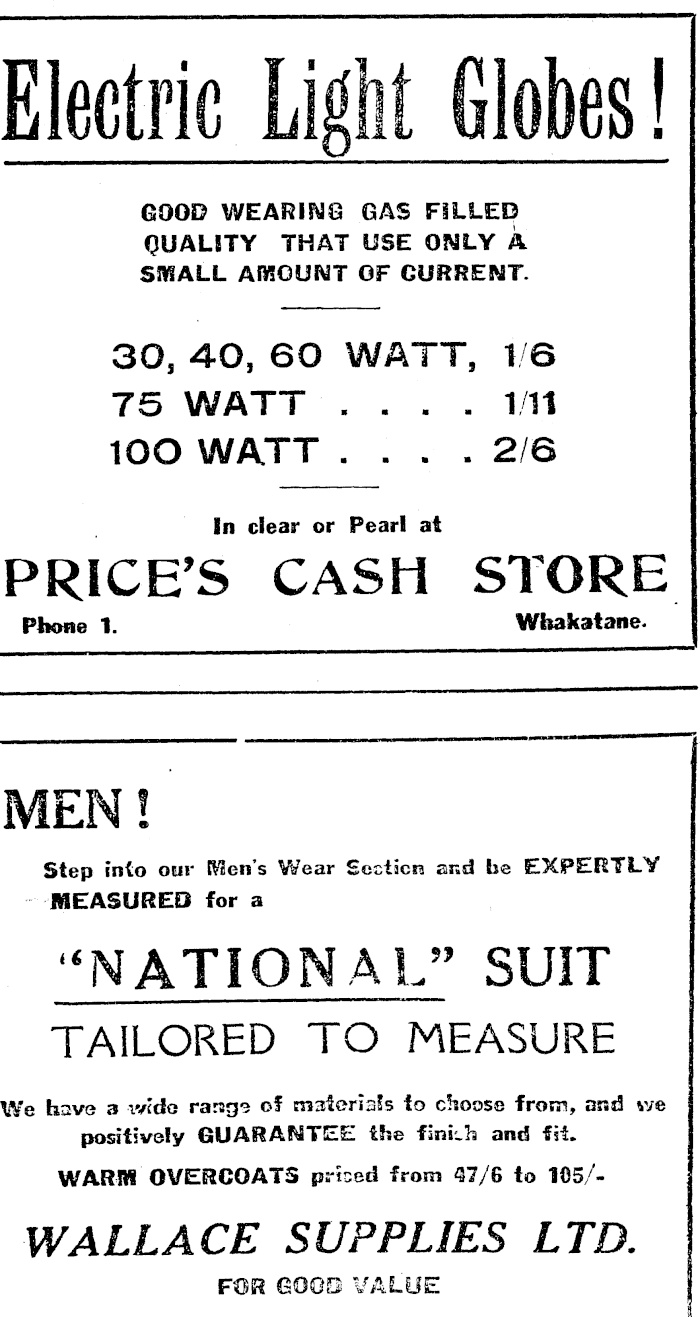 Electric Light Globes!
GOOD WEARING GAS FILLED
QUALITY THAT USE ONLY A
SMALL AMOUNT OF CURRENT.
30, 40, 60 WATT, 1/6
75 WATT . . . . 1/11
100 WATT . . . . 2/6
In clear or Pearl at
PRICE'S CASH STORE
Phone 1. Whakatane.
MEN!
Step into our Men's Wear Section and be EXPERTLY
MEASURED for a
"NATIONAL" SUIT
TAILORED TO MEASURE
We have a wide range of materials to choose from, and we
positively GUARANTEE the finish and fit.
WARM OVERCOATS priced from 47/6 to 105/-
WALLACE SUPPLIES LTD.
FOR GOOD VALUE